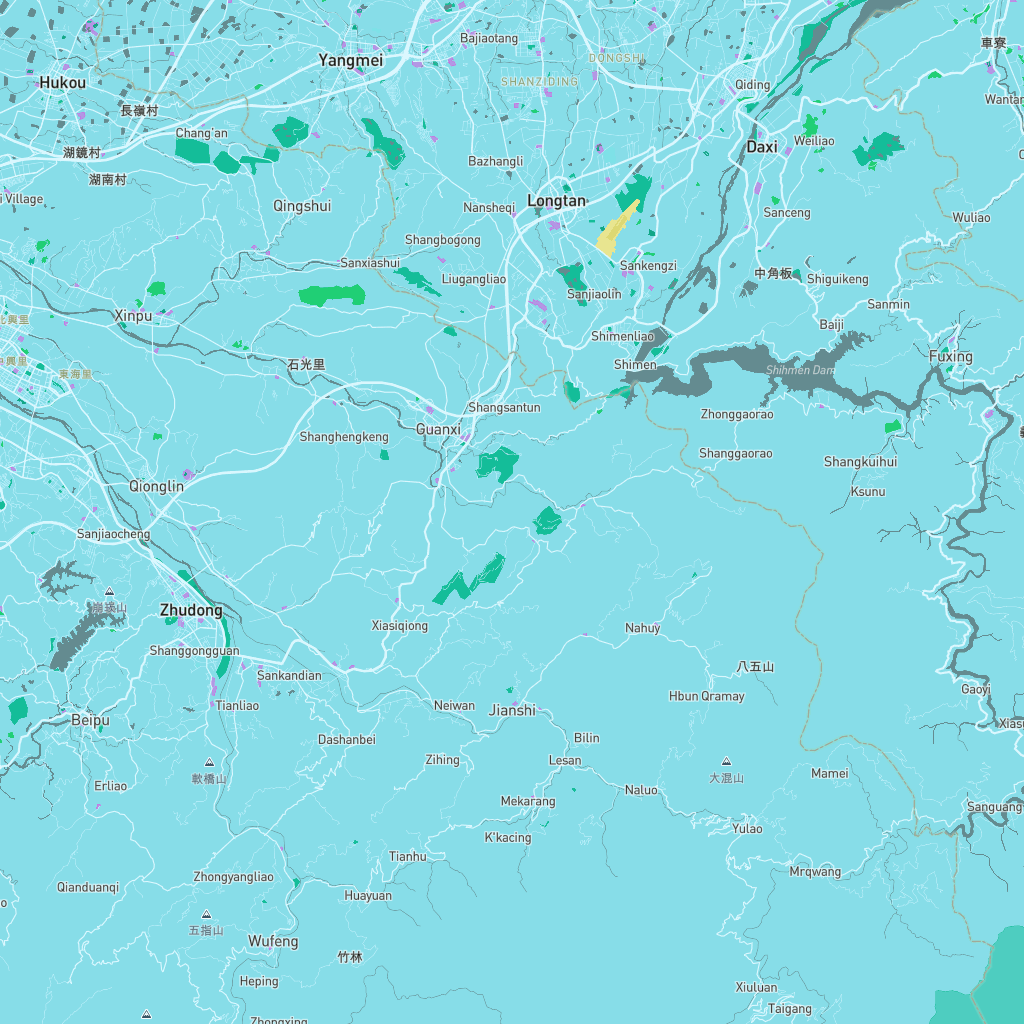 Bajiaotang
車寮
Yangmei
DONGSHI
Hukou
SHANZIDING
Qiding
長嶺村
Chang'an
Weiliao
Daxi
湖鏡村
Bazhangli
湖南村
Longtan
Nansheqi
Qingshui
Sanceng
Wuliao
Shangbogong
Sanxiashui
Sankengzi
中角板
Liugangliao
Shiguikeng
Sanjiaolin
Sanmin
Xinpu
Baiji
Shimenliao
Fuxing
石光里
Shimen
Shihmen Dam
東海里
Shangsantun
Zhonggaorao
Guanxi
Shanghengkeng
Shanggaorao
Shangkuihui
Qionglin
Ksunu
Sanjiaocheng
Zhudong
Xiasiqiong
Nahuy
Shanggongguan
八五山
Sankandian
Gaoyi
Hbun Qramay
Tianliao
Neiwan
Jianshi
Beipu
Dashanbei
Bilin
Zihing
Lesan
軟橋山
大混山
Mamei
Erliao
Naluo
Mekarang
Yulao
K'kacing
Tianhu
Mrqwang
Zhongyangliao
Qianduanqi
Huayuan
五指山
Wufeng
竹林
Heping
Xiuluan
Taigang
Zhongxing